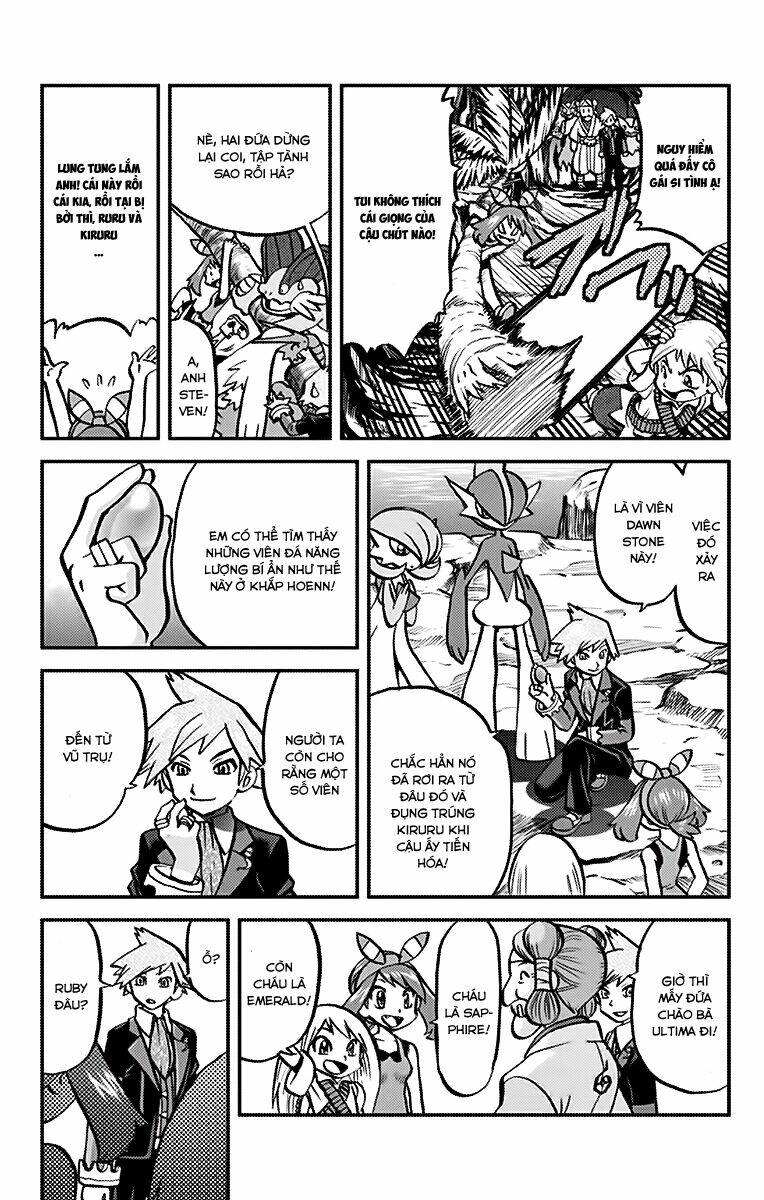 NGUY HIỂM
QUÁ ĐẤY CÔ
GÁI SI TÌNH Ạ!
TUI KHÔNG THÍCH
CÁI GIỌNG CỦA
CẬU CHÚT NÀO!
NÈ, HAI ĐỨA DỪNG
LẠI COI, TẬP TÀNH
SAO RỒI HẢ?
A,
ANH
STE-
VEN!
LUNG TUNG LẮM
ANH! CÁI NÀY RỒI
CÁI KIA, RỒI TẠI BỊ
BỞI THÌ, RURU VÀ
KIRURU
...
VIỆC
ĐÓ
XẢY
RA
LÀ VÌ VIÊN
DAWN
STONE
NÀY!
CHẮC HẲN NÓ
ĐÃ RƠI RA TỪ
ĐÂU ĐÓ VÀ
ĐỤNG TRÚNG
KIRURU KHI
CẬU ẤY TIẾN
HÓA!
EM CÓ THỂ TÌM THẤY
NHỮNG VIÊN ĐÁ NĂNG
LƯỢNG BÍ ẨN NHƯ THẾ
NÀY Ở KHẮP HOENN!
NGƯỜI TA
CÒN CHO
RẰNG MỘT
SỐ VIÊN
ĐẾN TỪ
VŨ TRỤ!
GIỜ THÌ
MẤY ĐỨA
CHÀO BÀ
ULTIMA ĐI!
CHÁU
LÀ SAP-
PHIRE!
CÒN
CHÁU LÀ
EMERALD!
Ồ?
RUBY
ĐÂU?